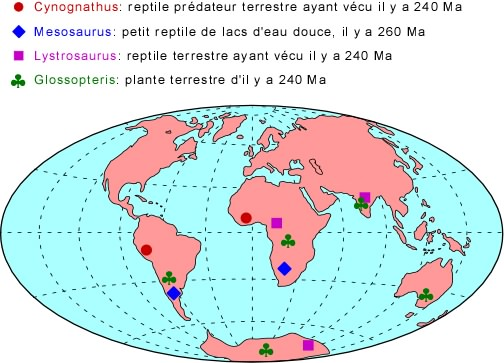 Cynognathus: reptile prédateur terrestre ayant vécu il y a 240 Ma
Mesosaurus: petit reptile de lacs d'eau douce, il y a 260 Ma
Lystrosaurus: reptile terrestre ayant vécu il y a 240 Ma
Glossopteris: plante terrestre d'il y a 240 Ma